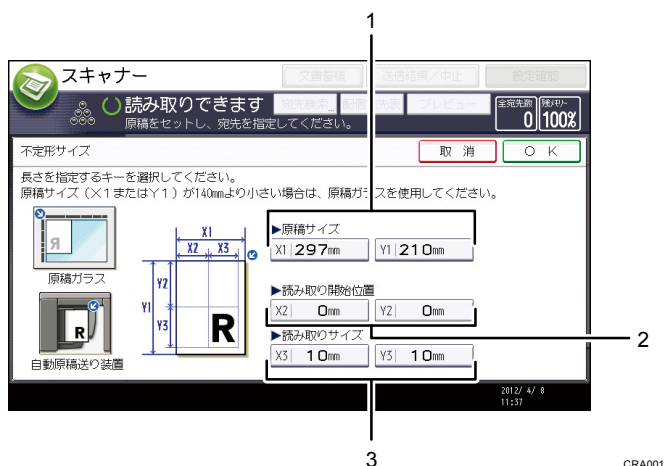 1
スキャナー
文書蓄積
送信結果/中止
設定確認
読み取りできます
宛先検索
プレビュー
全宛先数
残メモリー
0
100%
原稿をセットし、宛先を指定してください。
不定形サイズ
取 消
O K
長さを指定するキーを選択してください。
原稿サイズ(X1またはY1)が140mmより小さい場合は、原稿ガラスを使用してください。
▶原稿サイズ
X1 297mm
Y1 210mm
R
原稿ガラス
X1
X2 X3
Y2
Y1
Y3
R
▶読み取り開始位置
X2 0mm
Y2 0mm
2
▶読み取りサイズ
X3 10mm
Y3 10mm
R
自動原稿送り装置
2012/ 4/ 8
11:37
3
CRA001